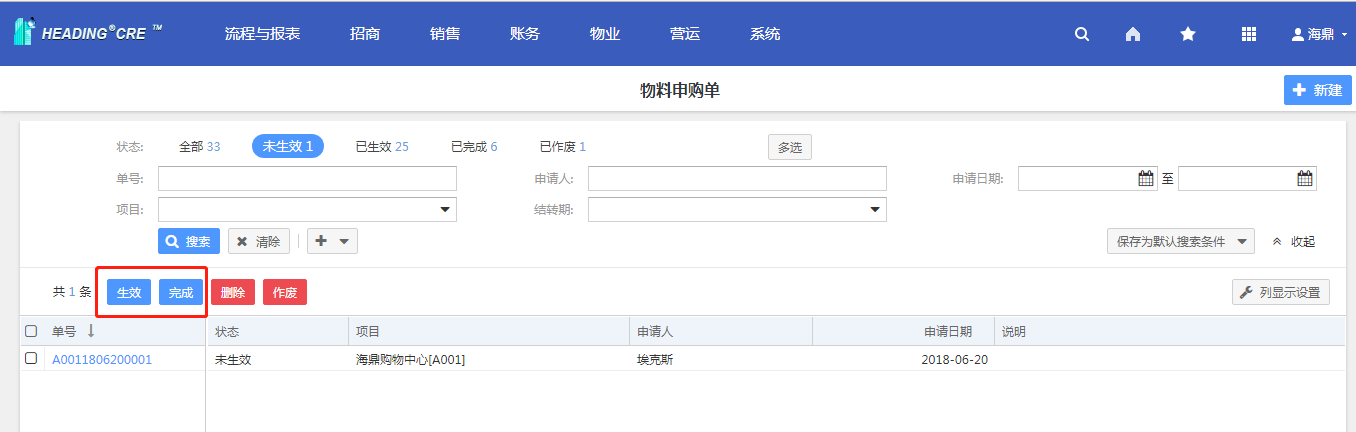 HEADING®CRE ™ 流程与报表 招商 销售 账务 物业 营运 系统 海鼎
物料申购单 新建
状态: 全部 33 未生效 1 已生效 25 已完成 6 已作废 1 多选
单号: 申请人: 申请日期: 至
项目: 结转期:
搜索 清除 保存为默认搜索条件 收起
共 1 条 生效 完成 删除 作废 列显示设置
单号 状态 项目 申请人 申请日期 说明
A0011806200001 未生效 海鼎购物中心[A001] 埃克斯 2018-06-20